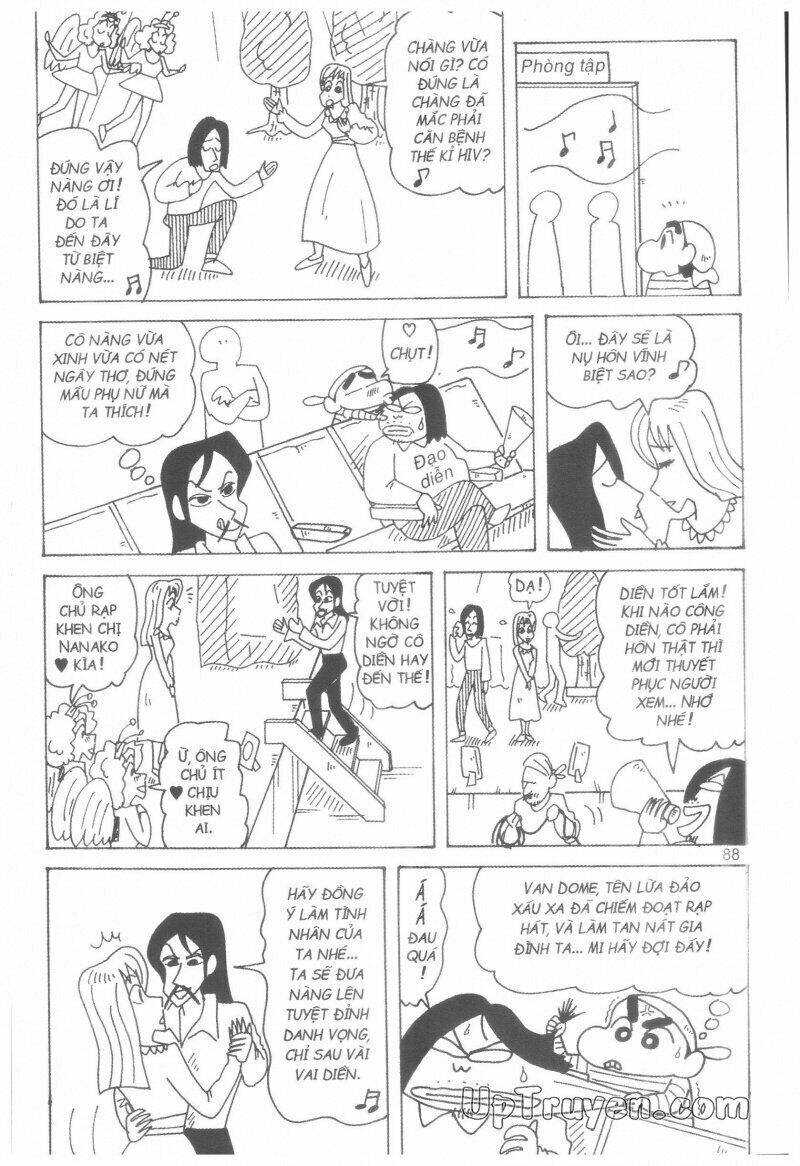 CHÀNG VỪA
NÓI GÌ? CÓ
ĐÚNG LÀ
CHÀNG ĐÃ
MẮC PHẢI
CĂN BỆNH
THẾ KỈ HIV?
ĐÚNG VẬY
NÀNG ƠI!
ĐÓ LÀ LÍ
DO TA
ĐẾN ĐÂY
TỪ BIỆT
NÀNG...
Phòng tập
CÔ NÀNG VỪA
XINH VỪA CÓ NÉT
NGÂY THƠ, ĐÚNG
MẪU PHỤ NỮ MÀ
TA THÍCH!
CHỤT!
Đạo
diễn
ÔI... ĐÂY SẼ LÀ
NỤ HÔN VĨNH
BIỆT SAO?
ÔNG
CHỦ RẠP
KHEN CHỊ
NANAKO
KÌA!
TUYỆT
VỜI!
KHÔNG
NGỜ CÔ
DIỄN HAY
ĐẾN THẾ!
Ừ, ÔNG
CHỦ ÍT
CHỊU
KHEN
AI.
DẠ!
DIỄN TỐT LẮM!
KHI NÀO CÔNG
DIỄN, CÔ PHẢI
HÔN THẬT THÌ
MỚI THUYẾT
PHỤC NGƯỜI
XEM... NHỚ
NHÉ!
88
HÃY ĐỒNG
Ý LÀM TÌNH
NHÂN CỦA
TA NHÉ...
TA SẼ ĐƯA
NÀNG LÊN
TUYỆT ĐỈNH
DANH VỌNG,
CHỈ SAU VÀI
VAI DIỄN.
Á
Á
ĐAU
QUÁ!
VAN DOME, TÊN LỪA ĐẢO
XẤU XA ĐÃ CHIẾM ĐOẠT RẠP
HÁT, VÀ LÀM TAN NÁT GIA
ĐÌNH TA... MI HÃY ĐỢI ĐẤY!
UpTruyen.com